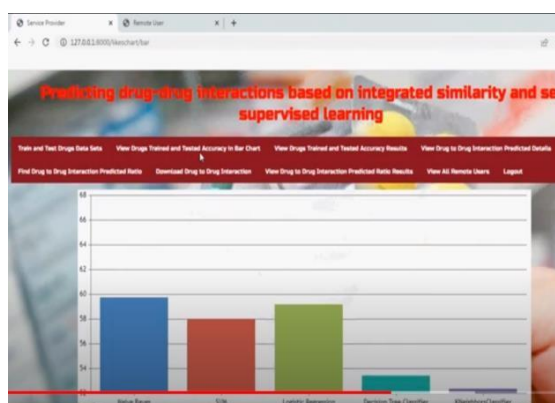 Service Provider
Remote User
127.0.0.1:8000/likeschart/bar
Predicting drug-drug interactions based on integrated similarity and se
supervised learning
Train and Test Drugs Data Sets View Drugs Trained and Tested Accuracy in Bar Chart View Drugs Trained and Tested Accuracy Results View Drug to Drug Interaction Predicted Details
Find Drug to Drug Interaction Predicted Ratio Download Drug to Drug Interaction View Drug to Drug Interaction Predicted Ratio Results View All Remote Users Logout
68
66
64
62
60
58
56
54
52
Naive Bayes SVM Logistic Regression Decision Tree Classifier KNeighborsClassifier